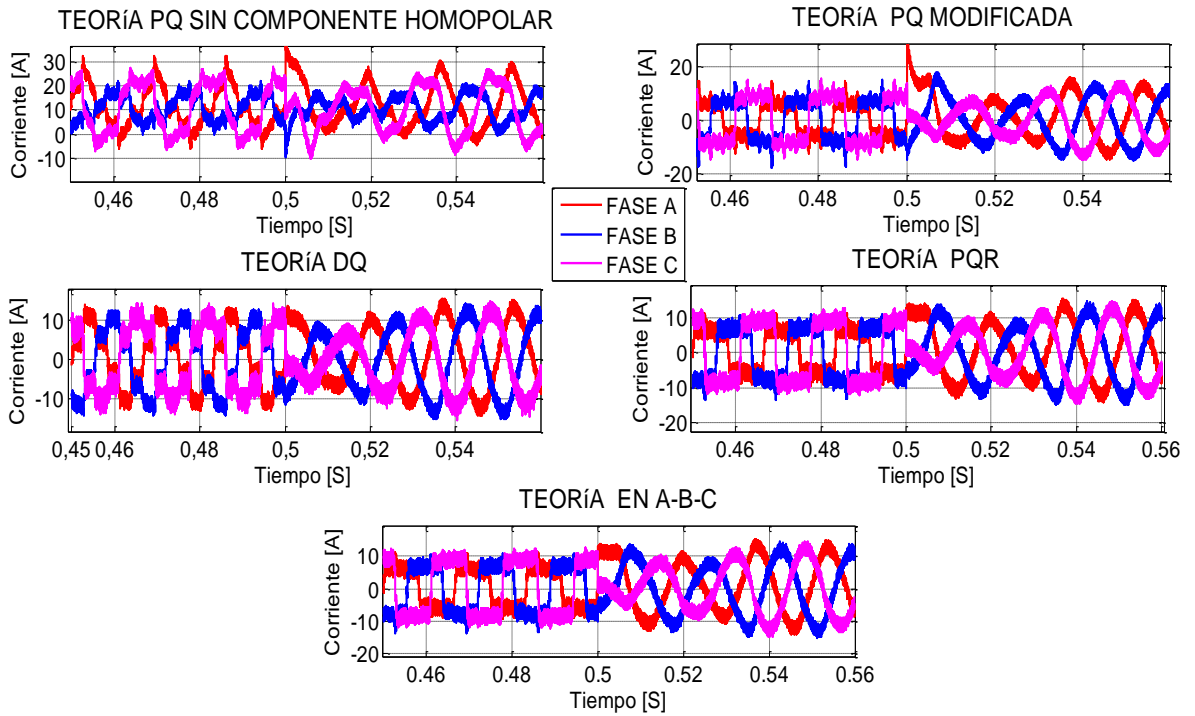 TEORíA PQ SIN COMPONENTE HOMOPOLAR
Corriente [A]
30
20
10
0
-10
0,46
0,48
0,5
0,52
0,54
Tiempo [S]
TEORíA PQ MODIFICADA
Corriente [A]
20
0
-20
0.46
0.48
0.5
0.52
0.54
Tiempo [S]
FASE A
FASE B
FASE C
TEORíA DQ
Corriente [A]
10
0
-10
0,45
0,46
0,48
0,5
0,52
0,54
Tiempo [S]
TEORíA PQR
Corriente [A]
20
10
0
-10
-20
0.46
0.48
0.5
0.52
0.54
0.56
Tiempo [S]
TEORíA EN A-B-C
Corriente [A]
10
0
-10
-20
0.46
0.48
0.5
0.52
0.54
0.56
Tiempo [S]